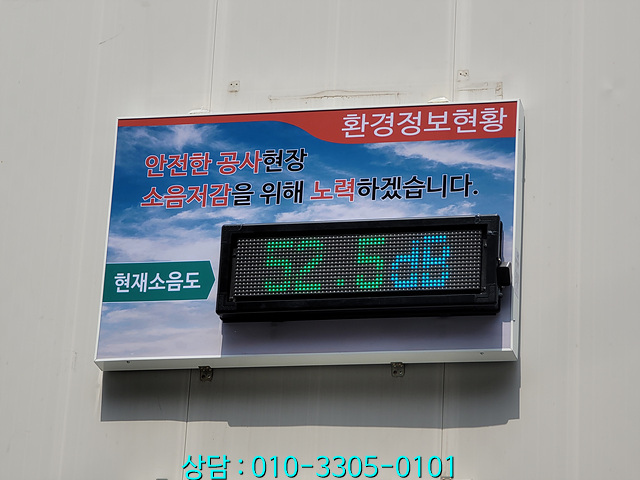 환경정보현황
안전한 공사현장
소음저감을 위해 노력하겠습니다.
현재소음도
52.5dB
상담 : 010-3305-0101